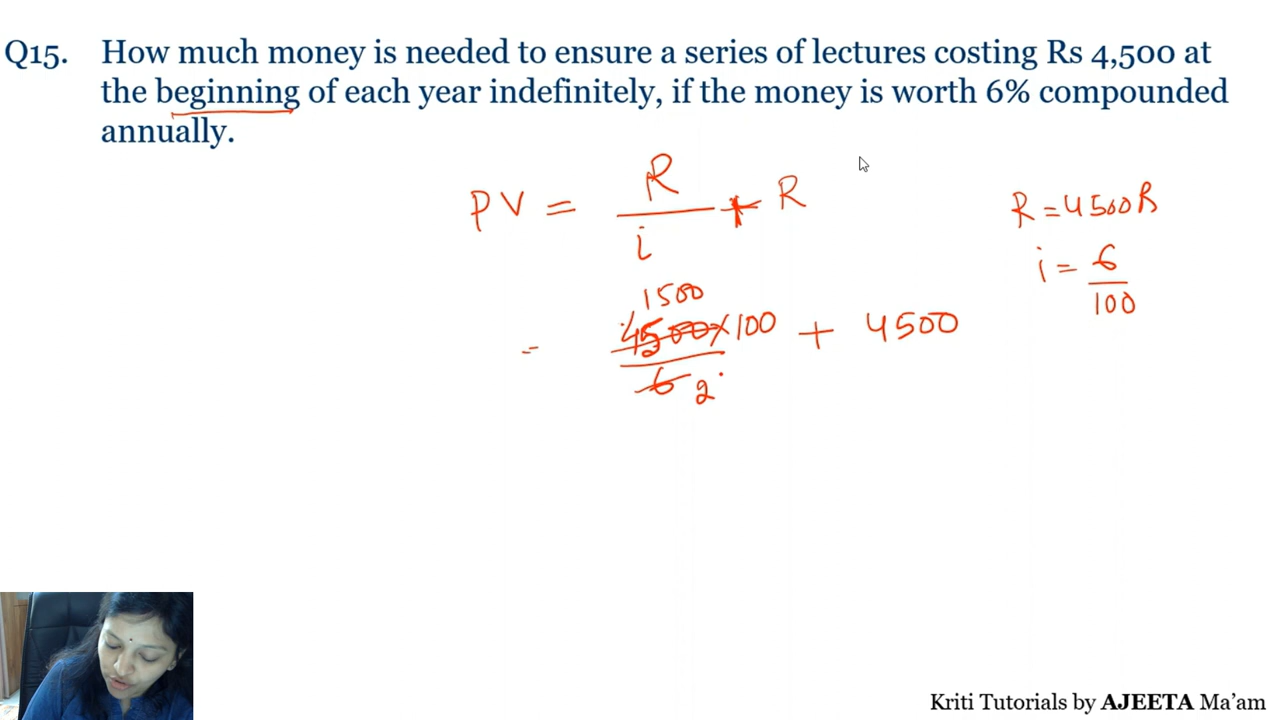 Q15. How much money is needed to ensure a series of lectures costing Rs 4,500 at
the beginning of each year indefinitely, if the money is worth 6% compounded
annually.
PV = R/i + R
R = 4500R
i = 6/100
1500
= 4500×100/6 2 + 4500
Kriti Tutorials by AJEETA Ma'am